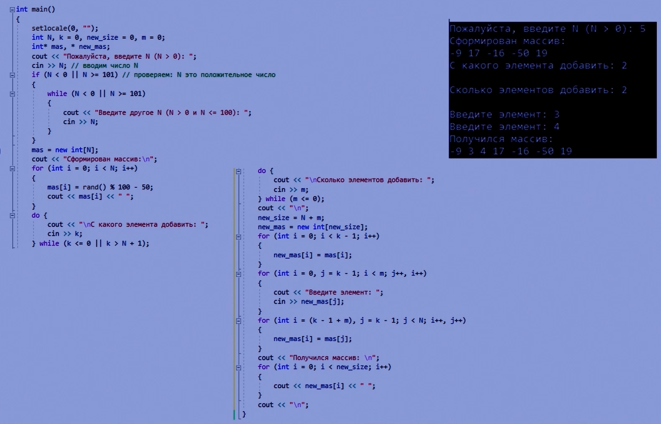 int main()
{
setlocale(0, "");
int N, k = 0, new_size = 0, m = 0;
int* mas, * new_mas;
cout << "Пожалуйста, введите N (N > 0): ";
cin >> N; // вводим число N
if (N < 0 || N >= 101) // проверяем: N это положительное число
{
while (N < 0 || N >= 101)
{
cout << "Введите другое N (N > 0 и N <= 100): ";
cin >> N;
}
}
mas = new int[N];
cout << "Сформирован массив:\n";
for (int i = 0; i < N; i++)
{
mas[i] = rand() % 100 - 50;
cout << mas[i] << " ";
}
do {
cout << "\nС какого элемента добавить: ";
cin >> k;
} while (k <= 0 || k > N + 1);
do {
cout << "\nСколько элементов добавить: ";
cin >> m;
} while (m <= 0);
cout << "\n";
new_size = N + m;
new_mas = new int[new_size];
for (int i = 0; i < k - 1; i++)
{
new_mas[i] = mas[i];
}
for (int i = 0, j = k - 1; i < m; j++, i++)
{
cout << "Введите элемент: ";
cin >> new_mas[j];
}
for (int i = (k - 1 + m), j = k - 1; j < N; i++, j++)
{
new_mas[i] = mas[j];
}
cout << "Получился массив: \n";
for (int i = 0; i < new_size; i++)
{
cout << new_mas[i] << " ";
}
cout << "\n";
}
Пожалуйста, введите N (N > 0): 5
Сформирован массив:
-9 17 -16 -50 19
С какого элемента добавить: 2
Сколько элементов добавить: 2
Введите элемент: 3
Введите элемент: 4
Получился массив:
-9 3 4 17 -16 -50 19